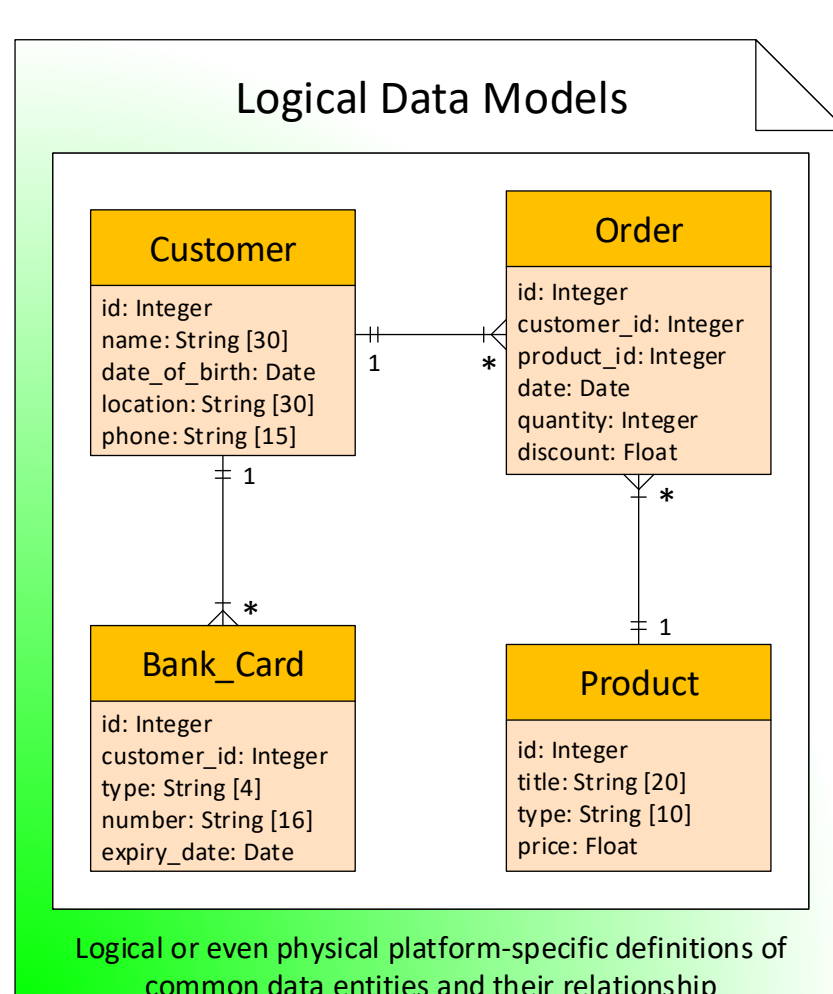 Logical Data Models
Customer
id: Integer
name: String [30]
date_of_birth: Date
location: String [30]
phone: String [15]
Order
id: Integer
customer_id: Integer
product_id: Integer
date: Date
quantity: Integer
discount: Float
1
*
1
*
*
1
Bank_Card
id: Integer
customer_id: Integer
type: String [4]
number: String [16]
expiry_date: Date
Product
id: Integer
title: String [20]
type: String [10]
price: Float
Logical or even physical platform-specific definitions of
common data entities and their relationship